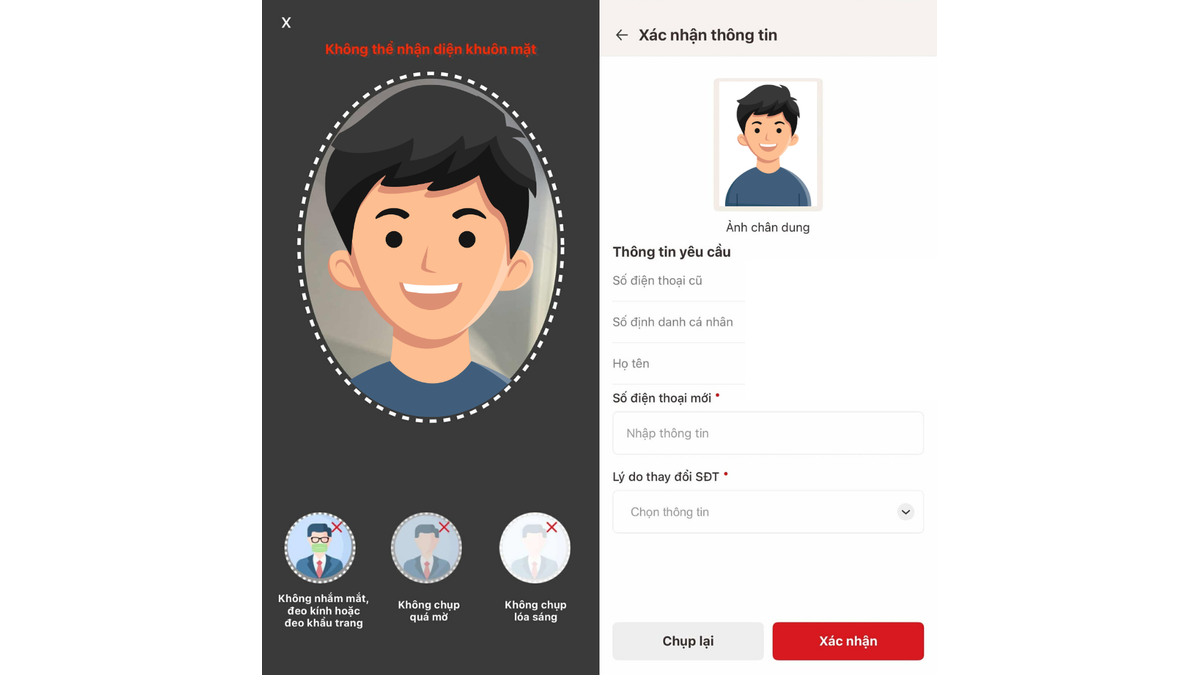 X
Không thể nhận diện khuôn mặt
Không nhắm mắt,
đeo kính hoặc
đeo khẩu trang
Không chụp
quá mờ
Không chụp
lóa sáng
Xác nhận thông tin
Ảnh chân dung
Thông tin yêu cầu
Số điện thoại cũ
Số định danh cá nhân
Họ tên
Số điện thoại mới *
Nhập thông tin
Lý do thay đổi SĐT *
Chọn thông tin
Chụp lại
Xác nhận